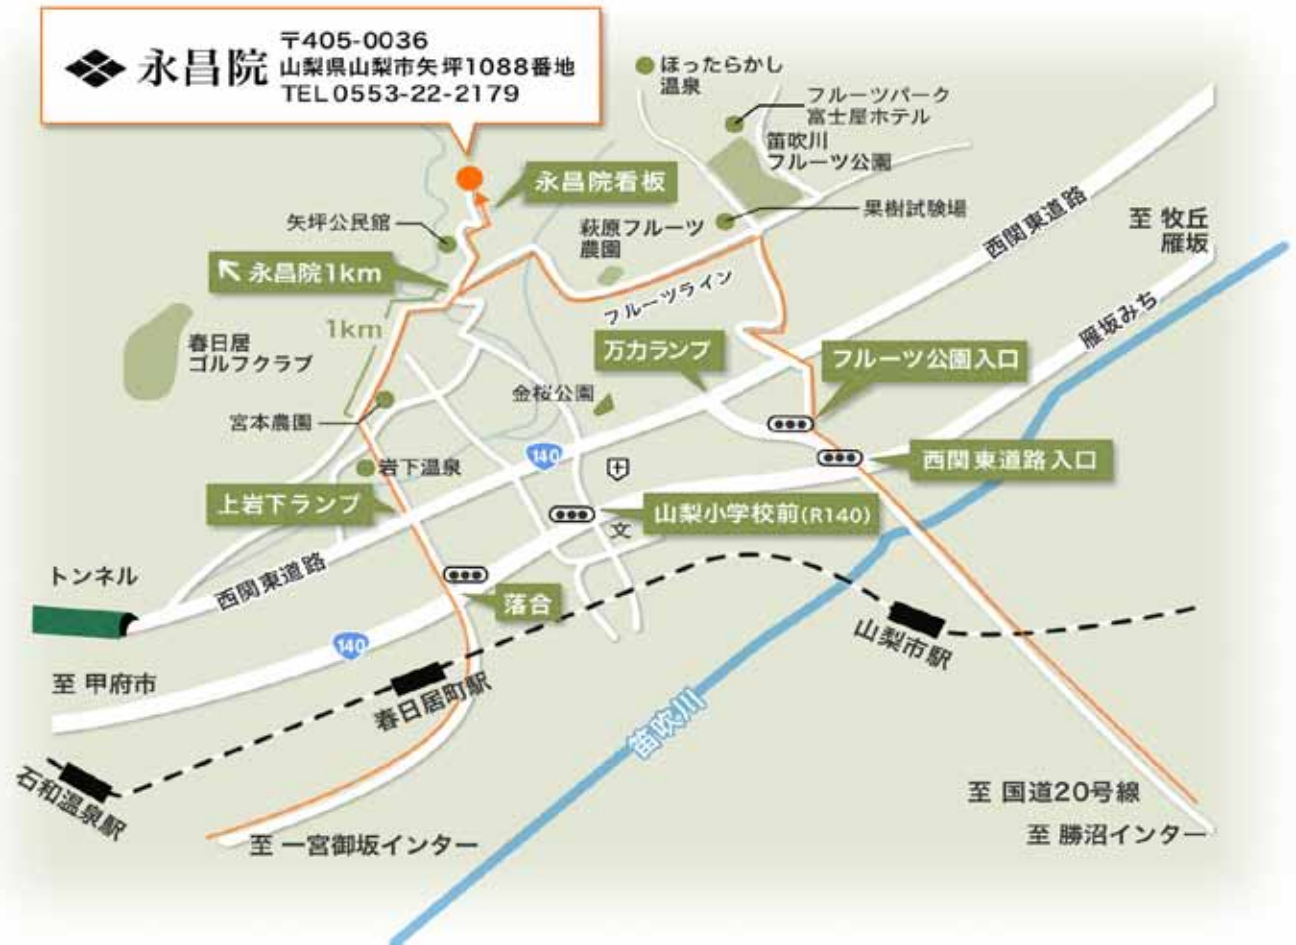 永昌院
〒405-0036
山梨県山梨市矢坪1088番地
TEL 0553-22-2179
ほったらかし
温泉
フルーツパーク
富士屋ホテル
笛吹川
フルーツ公園
永昌院看板
矢坪公民館
萩原フルーツ
農園
果樹試験場
西関東道路
至 牧丘
雁坂
永昌院1km
フルーツライン
雁坂みち
1km
春日居
ゴルフクラブ
万力ランプ
フルーツ公園入口
金桜公園
宮本農園
140
西関東道路入口
岩下温泉
上岩下ランプ
山梨小学校前(R140)
文
トンネル
西関東道路
落合
140
山梨市駅
至 甲府市
春日居町駅
笛吹川
石和温泉駅
至 国道20号線
至 勝沼インター
至 一宮御坂インター